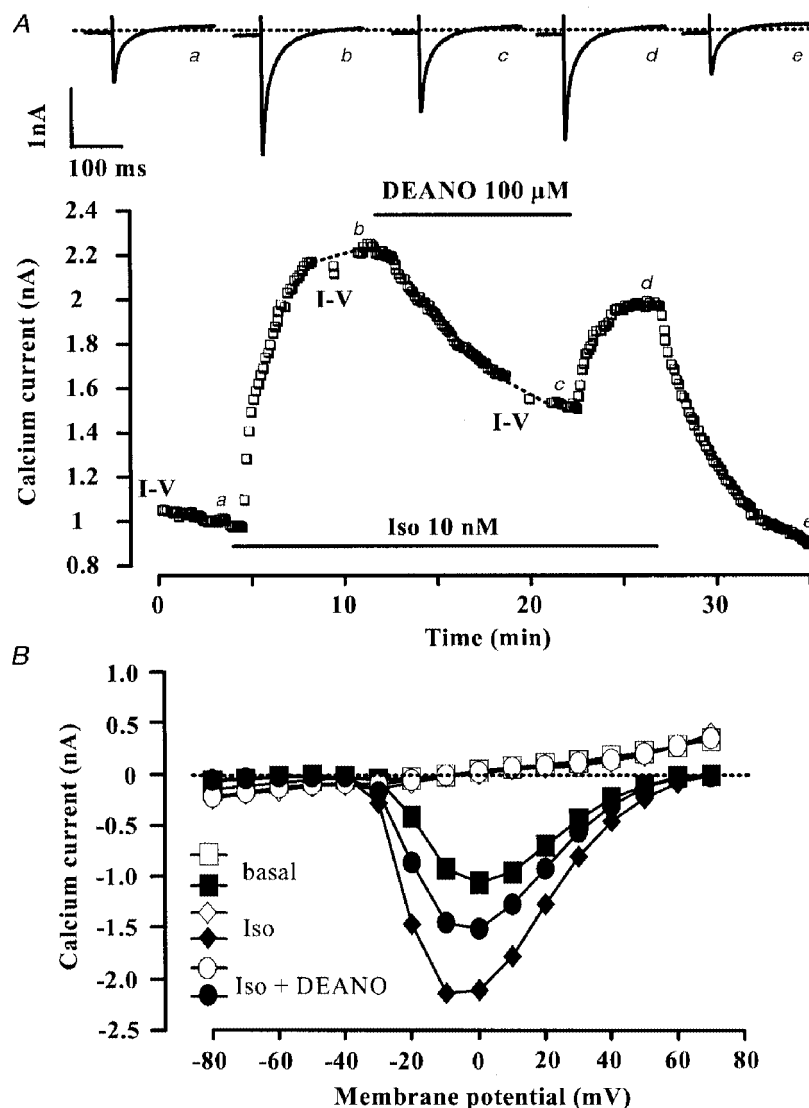 A
a b c d e
1nA
100 ms
DEANO 100 µM
2.4
2.2
2
1.8
1.6
1.4
1.2
1
0.8
Calcium current (nA)
I-V
a
b
I-V
I-V
c
d
e
Iso 10 nM
0 10 20 30
Time (min)
B
1.0
0.5
0
-0.5
-1.0
-1.5
-2.0
-2.5
Calcium current (nA)
basal
Iso
Iso + DEANO
-80 -60 -40 -20 0 20 40 60 80
Membrane potential (mV)